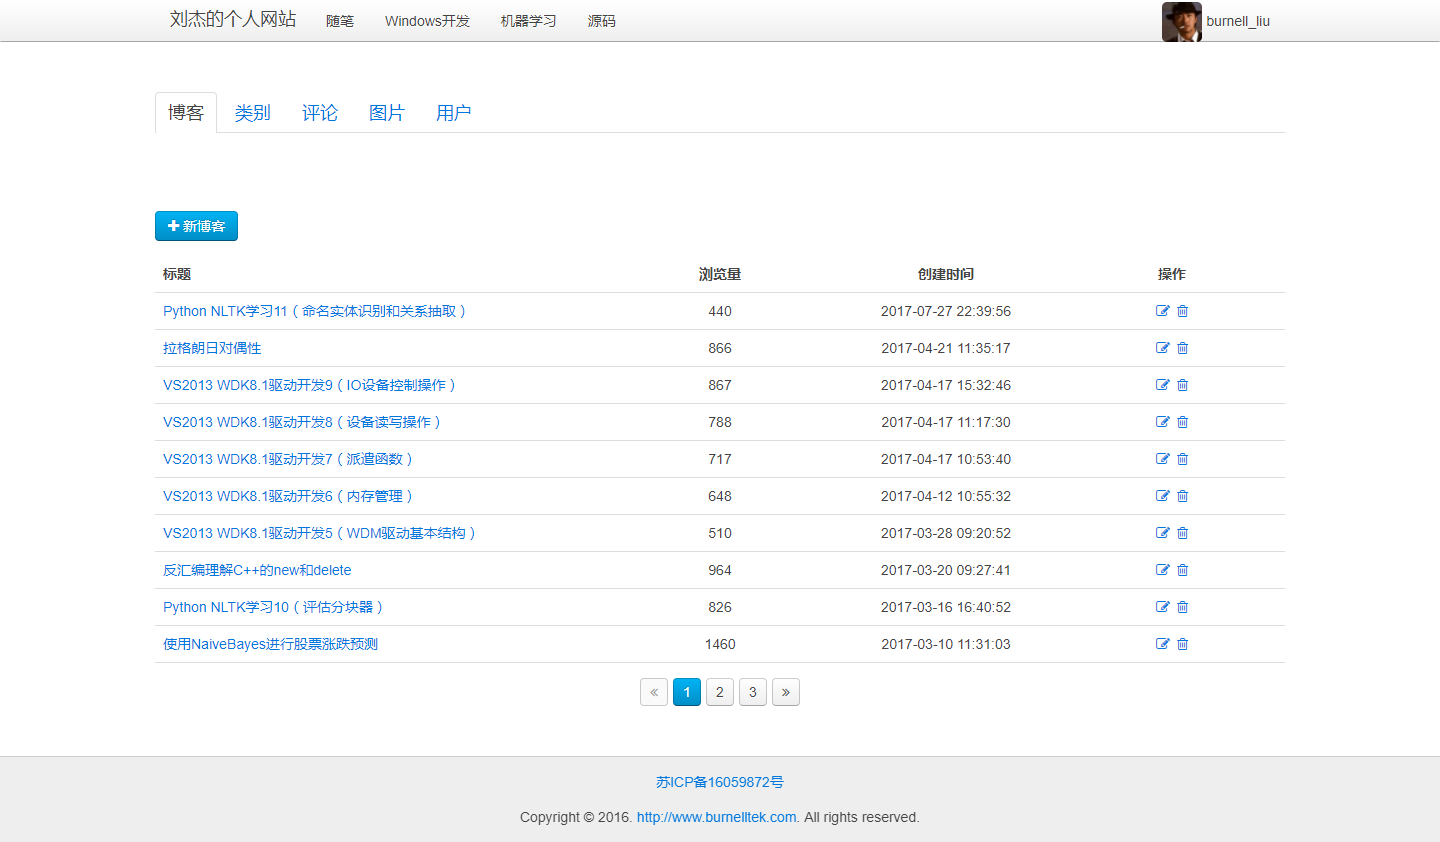 刘杰的个人网站 随笔 Windows开发 机器学习 源码 burnell_liu
博客 类别 评论 图片 用户
新博客
标题 浏览量 创建时间 操作
Python NLTK学习11（命名实体识别和关系抽取） 440 2017-07-27 22:39:56
拉格朗日对偶性 866 2017-04-21 11:35:17
VS2013 WDK8.1驱动开发9（IO设备控制操作） 867 2017-04-17 15:32:46
VS2013 WDK8.1驱动开发8（设备读写操作） 788 2017-04-17 11:17:30
VS2013 WDK8.1驱动开发7（派遣函数） 717 2017-04-17 10:53:40
VS2013 WDK8.1驱动开发6（内存管理） 648 2017-04-12 10:55:32
VS2013 WDK8.1驱动开发5（WDM驱动基本结构） 510 2017-03-28 09:20:52
反汇编理解C++的new和delete 964 2017-03-20 09:27:41
Python NLTK学习10（评估分块器） 826 2017-03-16 16:40:52
使用NaiveBayes进行股票涨跌预测 1460 2017-03-10 11:31:03
« 1 2 3 »
苏ICP备16059872号
Copyright © 2016. http://www.burnelltek.com. All rights reserved.